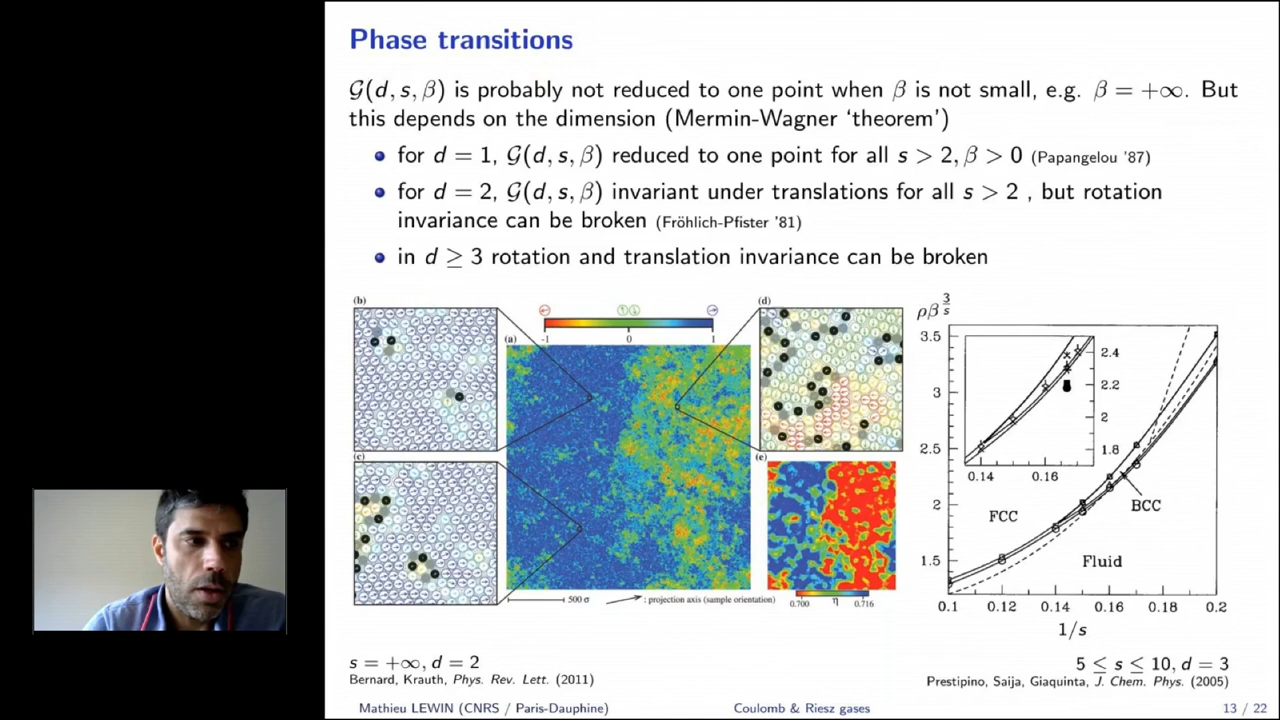 Phase transitions
𝒢(d, s, β) is probably not reduced to one point when β is not small, e.g. β = +∞. But
this depends on the dimension (Mermin-Wagner ‘theorem’)
• for d = 1, 𝒢(d, s, β) reduced to one point for all s > 2, β > 0 (Papangelou '87)
• for d = 2, 𝒢(d, s, β) invariant under translations for all s > 2 , but rotation
invariance can be broken (Fröhlich-Pfister '81)
• in d ≥ 3 rotation and translation invariance can be broken
(b)
(a)
-1 0 1
(d)
(c)
(e)
500 σ
: projection axis (sample orientation)
0.700 η 0.716
ρβ^{3/s}
3.5
3
2.5
2
1.5
2.4
2.2
2
1.8
0.14 0.16
FCC
BCC
Fluid
0.1 0.12 0.14 0.16 0.18 0.2
1/s
s = +∞, d = 2
Bernard, Krauth, Phys. Rev. Lett. (2011)
5 ≤ s ≤ 10, d = 3
Prestipino, Saija, Giaquinta, J. Chem. Phys. (2005)
Mathieu LEWIN (CNRS / Paris-Dauphine) Coulomb & Riesz gases 13 / 22